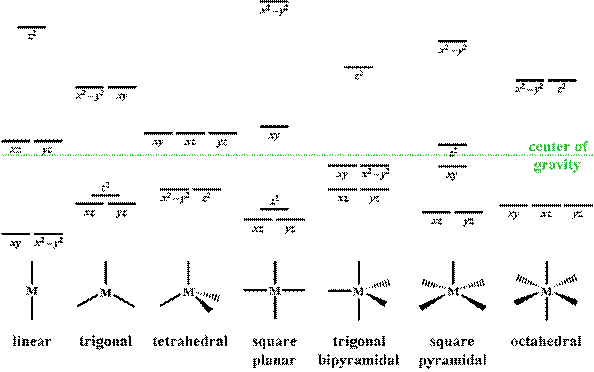 x²−y²
z²
x²−y²
z²
x²−y² z²
x²−y² xy
xy
xy xz yz
xz yz
center of
gravity
z²
xy x²−y²
xy
z²
x²−y² z²
xz yz
z²
xz yz
xy xz yz
xz yz
xz yz
xy x²−y²
M M M M M M M
linear trigonal tetrahedral square trigonal square octahedral
planar bipyramidal pyramidal